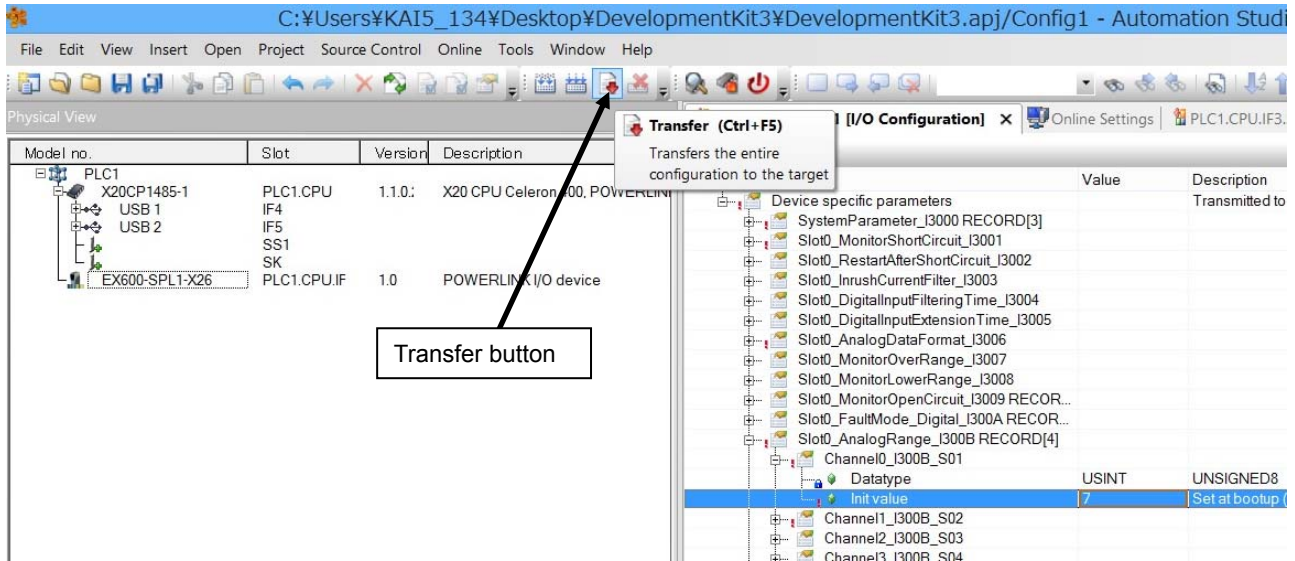 C:¥Users¥KAI5_134¥Desktop¥DevelopmentKit3¥DevelopmentKit3.apj/Config1 - Automation Studi
File Edit View Insert Open Project Source Control Online Tools Window Help
Physical View
Model no. Slot Version Description
PLC1
X20CP1485-1 PLC1.CPU 1.1.0.: X20 CPU Celeron 400, POWERLIN
USB 1 IF4
USB 2 IF5
SS1
SK
EX600-SPL1-X26 PLC1.CPU.IF 1.0 POWERLINK I/O device
Transfer button
[I/O Configuration] Online Settings PLC1.CPU.IF3.
Transfer (Ctrl+F5)
Transfers the entire
configuration to the target
Value Description
Device specific parameters Transmitted to
SystemParameter_I3000 RECORD[3]
Slot0_MonitorShortCircuit_I3001
Slot0_RestartAfterShortCircuit_I3002
Slot0_InrushCurrentFilter_I3003
Slot0_DigitalInputFilteringTime_I3004
Slot0_DigitalInputExtensionTime_I3005
Slot0_AnalogDataFormat_I3006
Slot0_MonitorOverRange_I3007
Slot0_MonitorLowerRange_I3008
Slot0_MonitorOpenCircuit_I3009 RECOR...
Slot0_FaultMode_Digital_I300A RECOR...
Slot0_AnalogRange_I300B RECORD[4]
Channel0_I300B_S01
Datatype USINT UNSIGNED8
Init value 7 Set at bootup (
Channel1_I300B_S02
Channel2_I300B_S03
Channel3_I300B_S04